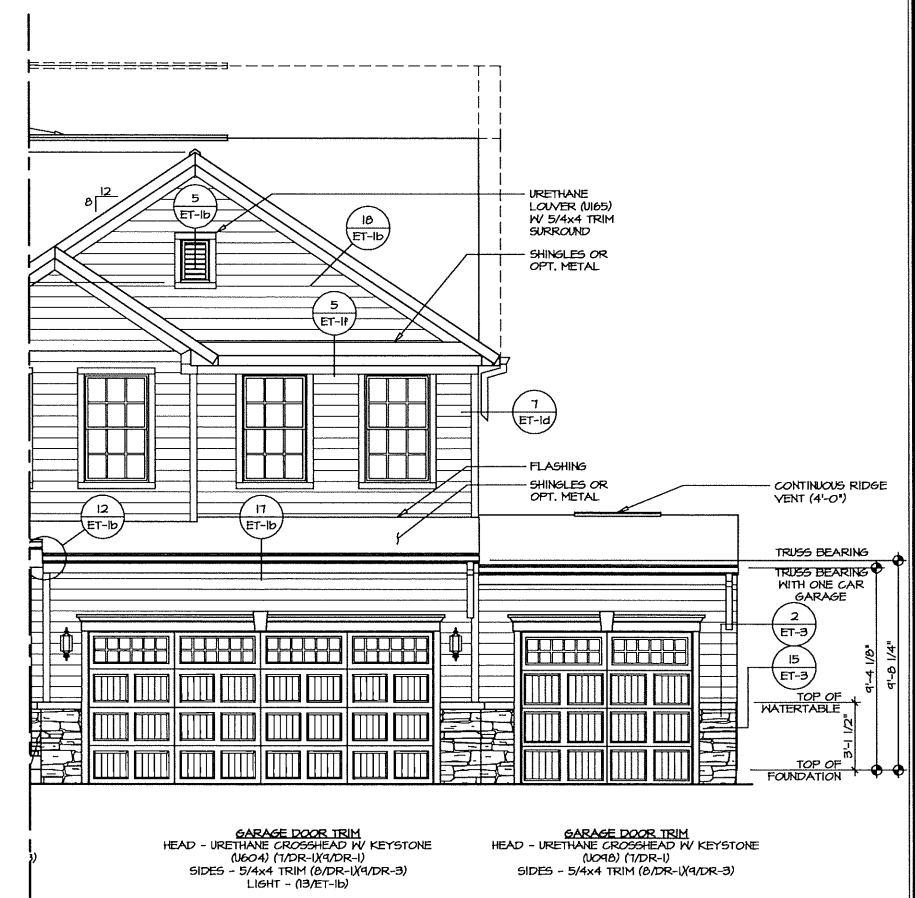 12
8
5
ET-1b
18
ET-1b
URETHANE
LOUVER (U165)
W/ 5/4x4 TRIM
SURROUND
SHINGLES OR
OPT. METAL
5
ET-1f
7
ET-1d
FLASHING
SHINGLES OR
OPT. METAL
CONTINUOUS RIDGE
VENT (4'-0")
12
ET-1b
17
ET-1b
TRUSS BEARING
TRUSS BEARING
WITH ONE CAR
GARAGE
2
ET-3
15
ET-3
TOP OF
WATERTABLE
3'-1 1/2"
9'-4 1/8"
9'-8 1/4"
TOP OF
FOUNDATION
GARAGE DOOR TRIM
HEAD - URETHANE CROSSHEAD W/ KEYSTONE
(U604) (7/DR-1)(9/DR-1)
SIDES - 5/4x4 TRIM (8/DR-1)(9/DR-3)
LIGHT - (13/ET-1b)
GARAGE DOOR TRIM
HEAD - URETHANE CROSSHEAD W/ KEYSTONE
(U098) (7/DR-1)
SIDES - 5/4x4 TRIM (8/DR-1)(9/DR-3)